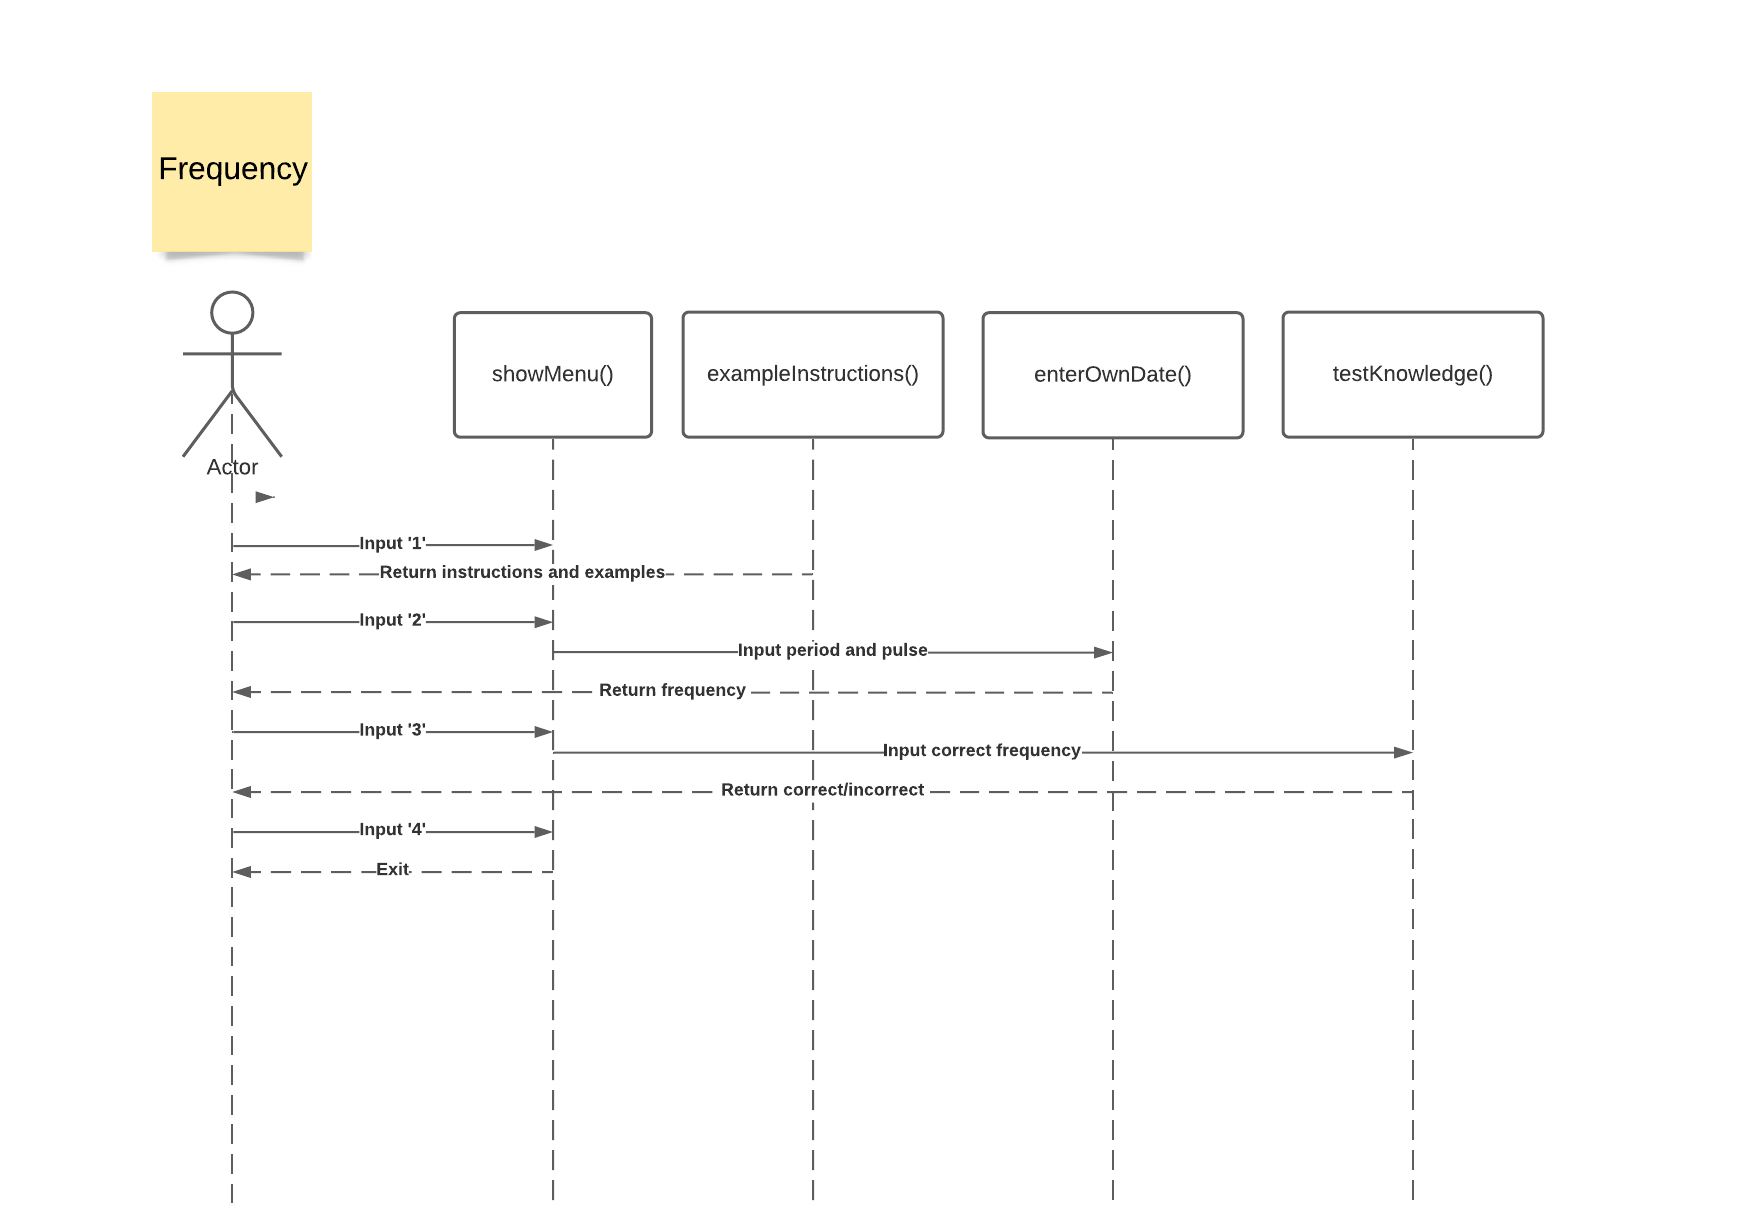 Frequency
Actor
showMenu()
exampleInstructions()
enterOwnDate()
testKnowledge()
Input '1'
Return instructions and examples
Input '2'
Input period and pulse
Return frequency
Input '3'
Input correct frequency
Return correct/incorrect
Input '4'
Exit